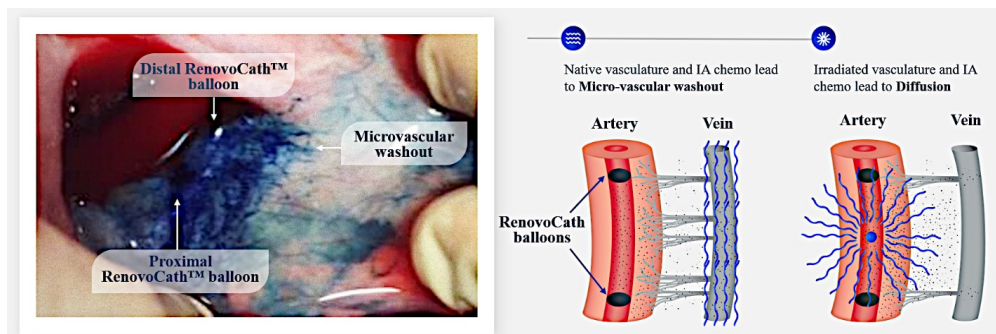 Distal RenovoCath™
balloon
Microvascular
washout
Proximal
RenovoCath™ balloon
Native vasculature and IA chemo lead
to Micro-vascular washout
Artery
Vein
RenovoCath
balloons
Irradiated vasculature and IA
chemo lead to Diffusion
Artery
Vein